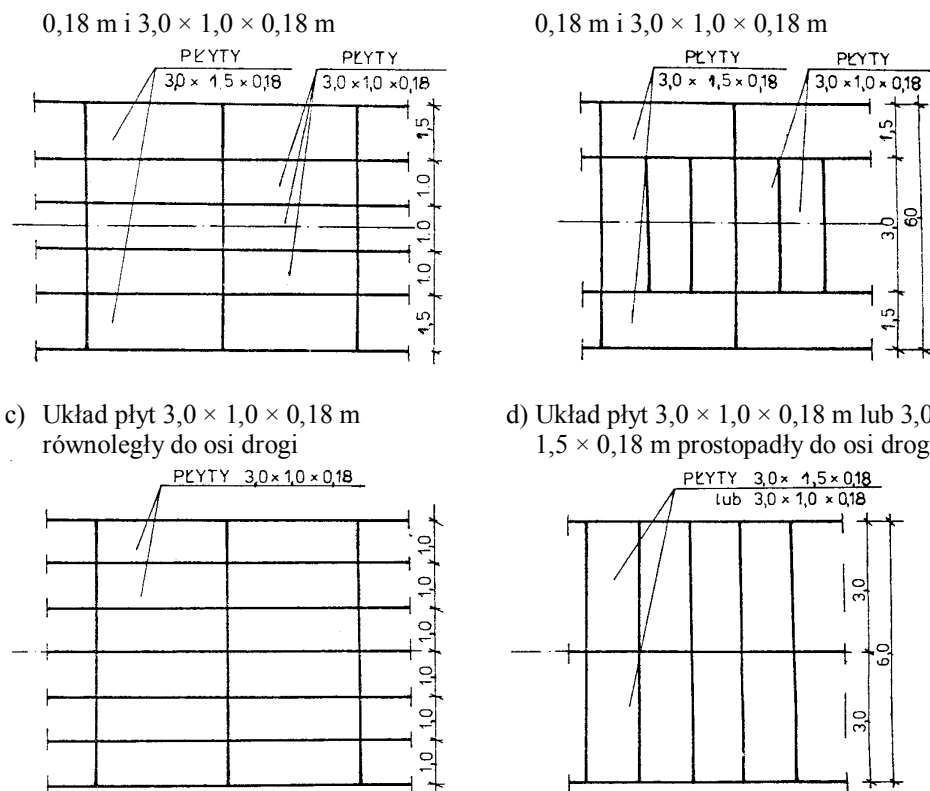 0,18 m i 3,0 × 1,0 × 0,18 m
PŁYTY
3,0 × 1,5 × 0,18
PŁYTY
3,0 × 1,0 × 0,18
1,5
1.0
1.0
1.0
1,5
0,18 m i 3,0 × 1,0 × 0,18 m
PŁYTY
3,0 × 1,5 × 0,18
PŁYTY
3,0 × 1,0 × 0,18
1,5
3,0
1,5
6,0
c) Układ płyt 3,0 × 1,0 × 0,18 m
równoległy do osi drogi
PŁYTY 3,0 × 1,0 × 0,18
1,0
1,0
1,0
1,0
1,0
1,0
d) Układ płyt 3,0 × 1,0 × 0,18 m lub 3,0
1,5 × 0,18 m prostopadły do osi drog
PŁYTY 3,0 × 1,5 × 0,18
lub 3,0 × 1,0 × 0,18
3,0
3,0
6,0